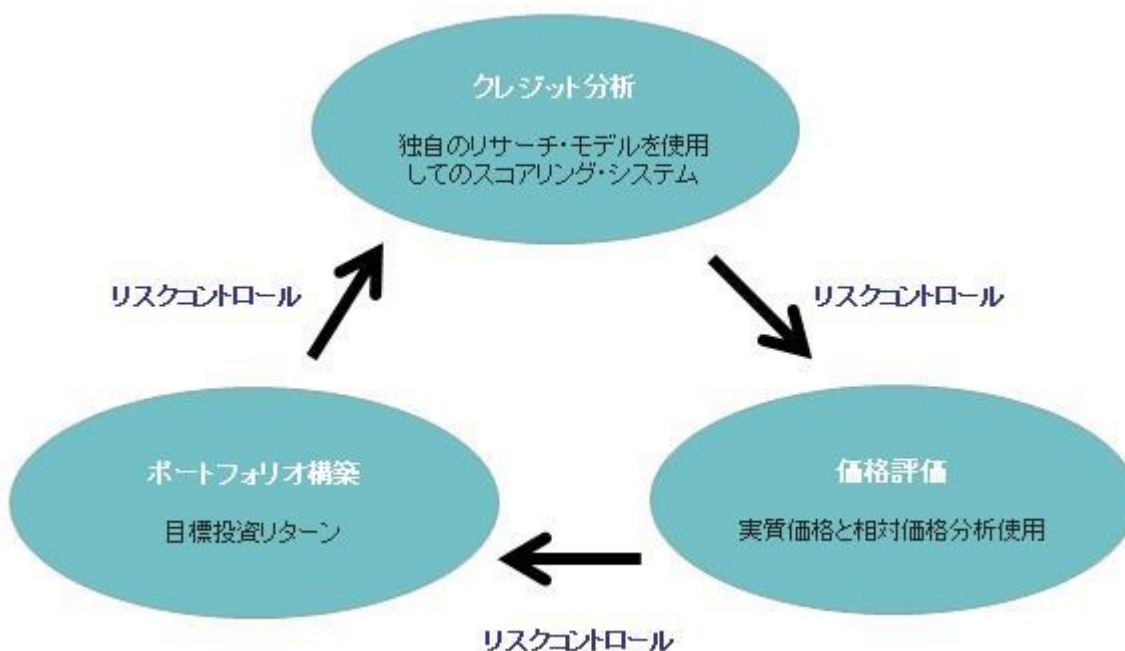 クレジット分析
独自のリサーチ・モデルを使用
してのスコアリング・システム
リスクコントロール
リスクコントロール
ポートフォリオ構築
目標投資リターン
価格評価
実質価格と相対価格分析使用
リスクコントロール